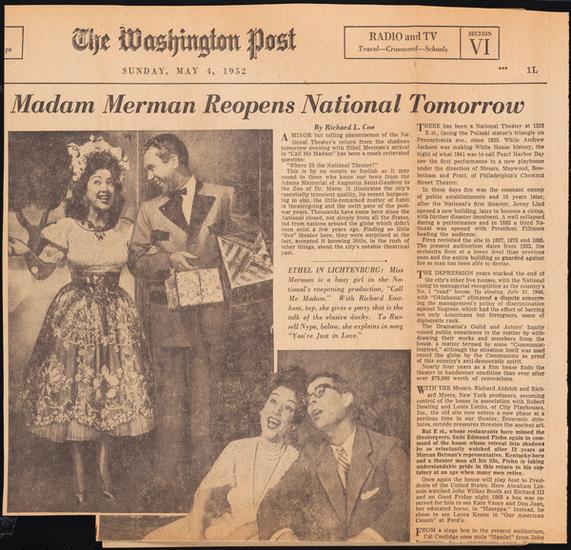 The Washington Post
RADIO and TV
Travel—Crossword—Schools
SECTION
VI
SUNDAY, MAY 4, 1952
***
1L
Madam Merman Reopens National Tomorrow
By Richard L. Coe
A MINOR but telling phenomenon of the Na-
tional Theater's return from the shadows
tomorrow evening with Ethel Merman's arrival
in "Call Me Madam" has been a much reiterated
question:
"Where IS the National Theater?"
This is by no means so foolish as it may
sound to those who know our town from the
Adams Memorial of Augustus Saint-Gaudens to
the Zoo of Dr. Mann. It illustrates the city's
essentially transient quality, its recent burgeon-
ing in size, the little-remarked matter of habit
in theatergoing and the swift pace of the post-
war years. Thousands have come here since the
National closed, not simply from all the States,
but from nations around the globe which didn't
even exist a few years ago. Finding so little
"live" theater here, they were surprised at the
fact, accepted it knowing little, in the rush of
other things, about the city's notable theatrical
past.
ETHEL IN LICHTENBURG: Miss
Merman is a busy girl in the Na-
tional's reopening production, "Call
Me Madam." With Richard East-
ham, top, she gives a party that is the
talk of the elusive duchy. To Rus-
sell Nype, below, she explains in song
"You're Just in Love."
THERE has been a National Theater at 1325
E st., facing the Pulaski statue's triangle on
Pennsylvania ave., since 1835. While Andrew
Jackson was making White House history, the
night of what 1941 was to call Pearl Harbor Day
saw the first performance in a new playhouse
under the direction of Messrs. Maywood, Row-
botham and Pratt, of Philadelphia's Chestnut
Street Theater.
In those days fire was the constant enemy
of public establishments and 10 years later,
after the National's first disaster, Jenny Lind
opened a new building, later to become a circus,
with further disaster imminent. A wall collapsed
during a performance and in 1852 a third Na-
tional was opened with President Fillmore
heading the audience.
Fires revisited the site in 1857, 1873 and 1885.
The present auditorium dates from 1922, the
orchestra floor at a lower level than previous
ones and the entire building as guarded against
fire as man has been able to devise.
THE DEPRESSION years marked the end of
the city's other live houses, with the National
rising to managerial recognition as the country's
No. 1 "road" house. Its closing, July 31, 1948,
with "Oklahoma!" climaxed a dispute concern-
ing the management's policy of discrimination
against Negroes, which had the effect of barring
not only Americans but foreigners, some of
diplomatic rank.
The Dramatist's Guild and Actors' Equity
voiced public conscience in the matter by with-
drawing their works and members from the
house, a matter termed by some "Communist-
inspired," although the situation itself was used
round the globe by the Communists as proof
of this country's anti-democratic spirit.
Nearly four years as a film house finds the
theater in handsomer condition than ever after
over $75,000 worth of renovations.
WITH THE Messrs. Richard Aldrich and Rich-
ard Myers, New York producers, assuming
control of the house in association with Robert
Dowling and Louis Lotito, of City Playhouses,
Inc., the old site now enters a new phase at a
perilous time in our theater. Economic stric-
tures, outside pressures threaten the ancient art.
But E st., whose restaurants have missed the
theatergoers, finds Edmund Plohn again in com-
mand of the house whose retreat into shadows
he so reluctantly watched after 12 years as
Marcus Heiman's representative. Kentucky-born
and a theater man all his life, Plohn is taking
understandable pride in this return to his cap-
taincy at an age when many men retire.
Once again the house will play host to Presi-
dents of the United States. Here Abraham Lin-
coln watched John Wilkes Booth act Richard III
and on Good Friday night 1865 a box was re-
served for him to see Kate Vance and Don Juan,
her educated horse, in "Mazeppa." Instead, he
chose to see Laura Keene in "Our American
Cousin" at Ford's.
FROM a stage box in the present auditorium,
Cal Coolidge once stole "Hamlet" from John